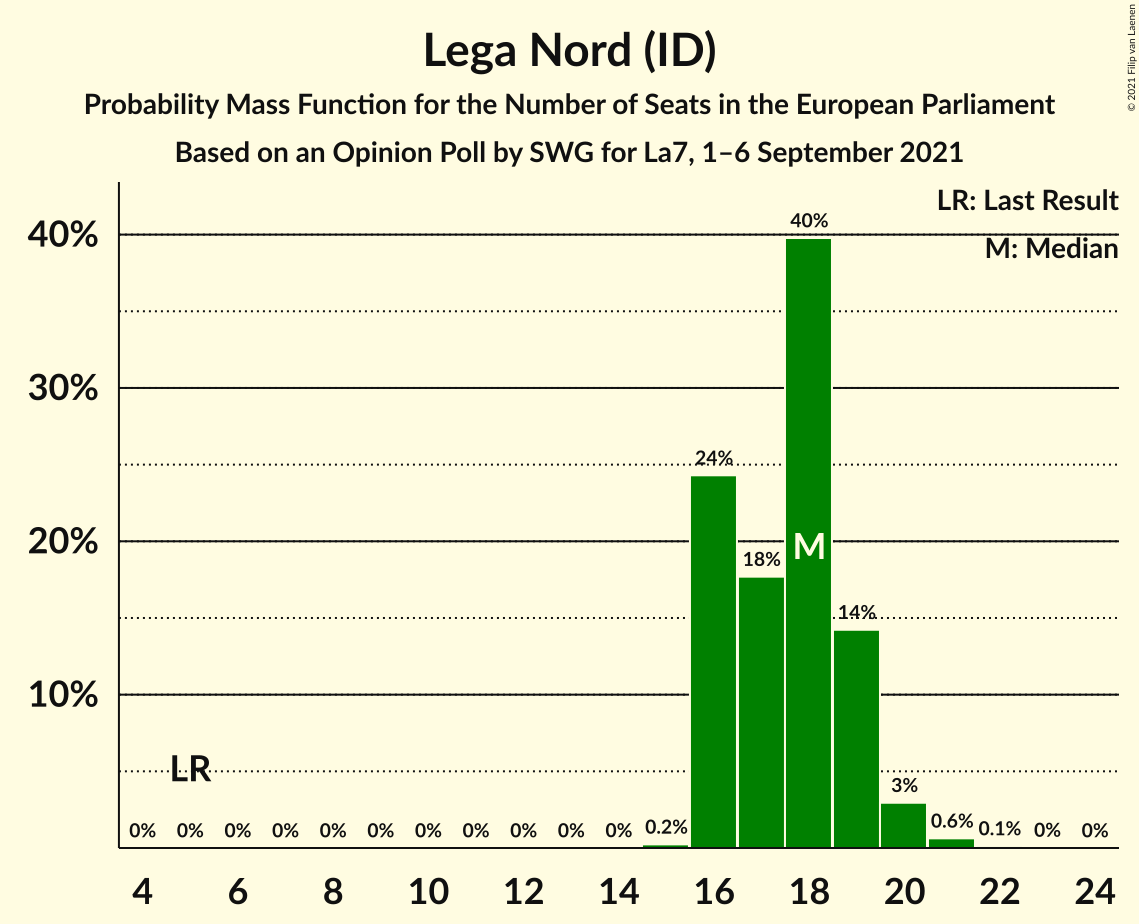 Lega Nord (ID)
Probability Mass Function for the Number of Seats in the European Parliament
Based on an Opinion Poll by SWG for La7, 1–6 September 2021
© 2021 Filip van Laenen
LR: Last Result
M: Median
40%
30%
20%
10%
LR
M
0% 0% 0% 0% 0% 0% 0% 0% 0% 0% 0% 0.2% 24% 18% 40% 14% 3% 0.6% 0.1% 0% 0%
4 6 8 10 12 14 16 18 20 22 24